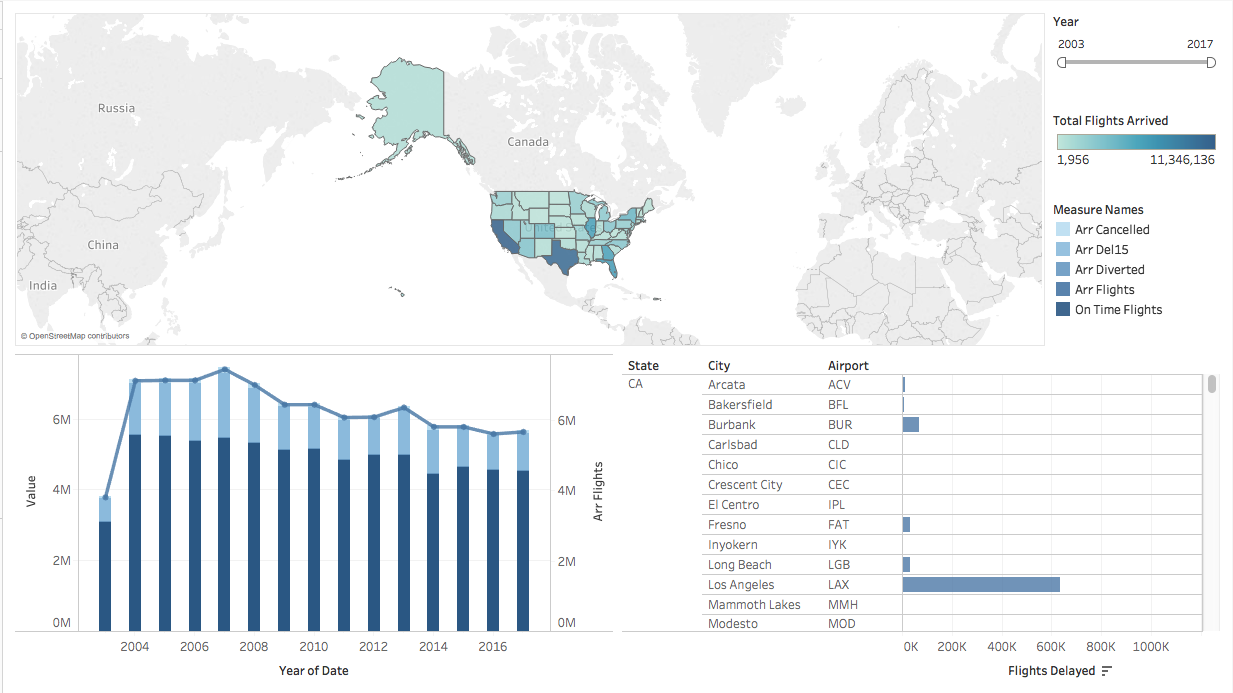 Russia
Canada
China
India
© OpenStreetMap contributors
Year
2003 2017
Total Flights Arrived
1,956 11,346,136
Measure Names
Arr Cancelled
Arr Del15
Arr Diverted
Arr Flights
On Time Flights
Value
6M
4M
2M
0M
6M
4M
2M
0M
Arr Flights
2004 2006 2007 2008 2010 2012 2014 2016
Year of Date
State City Airport
CA Arcata ACV
Bakersfield BFL
Burbank BUR
Carlsbad CLD
Chico CIC
Crescent City CEC
El Centro IPL
Fresno FAT
Inyokern IYK
Long Beach LGB
Los Angeles LAX
Mammoth Lakes MMH
Modesto MOD
0K 200K 400K 600K 800K 1000K
Flights Delayed